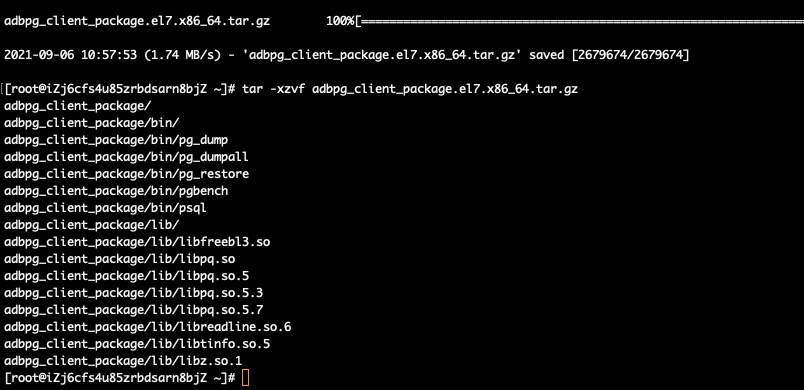 adbpg_client_package.el7.x86_64.tar.gz        100%[===============================================================
2021-09-06 10:57:53 (1.74 MB/s) - 'adbpg_client_package.el7.x86_64.tar.gz' saved [2679674/2679674]
[root@iZj6cfs4u85zrbdsarn8bjZ ~]# tar -xzvf adbpg_client_package.el7.x86_64.tar.gz
adbpg_client_package/
adbpg_client_package/bin/
adbpg_client_package/bin/pg_dump
adbpg_client_package/bin/pg_dumpall
adbpg_client_package/bin/pg_restore
adbpg_client_package/bin/pgbench
adbpg_client_package/bin/psql
adbpg_client_package/lib/
adbpg_client_package/lib/libfreebl3.so
adbpg_client_package/lib/libpq.so
adbpg_client_package/lib/libpq.so.5
adbpg_client_package/lib/libpq.so.5.3
adbpg_client_package/lib/libpq.so.5.7
adbpg_client_package/lib/libreadline.so.6
adbpg_client_package/lib/libtinfo.so.5
adbpg_client_package/lib/libz.so.1
[root@iZj6cfs4u85zrbdsarn8bjZ ~]#